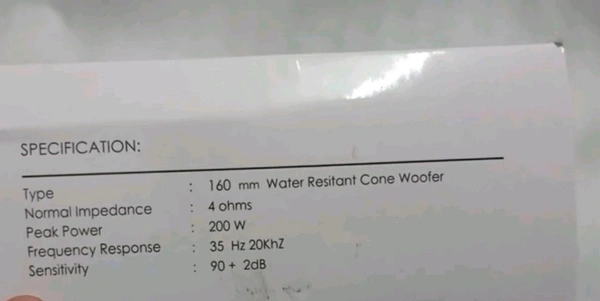 SPECIFICATION:
Type : 160 mm Water Resitant Cone Woofer
Normal Impedance : 4 ohms
Peak Power : 200 W
Frequency Response : 35 Hz 20KhZ
Sensitivity : 90 + 2dB